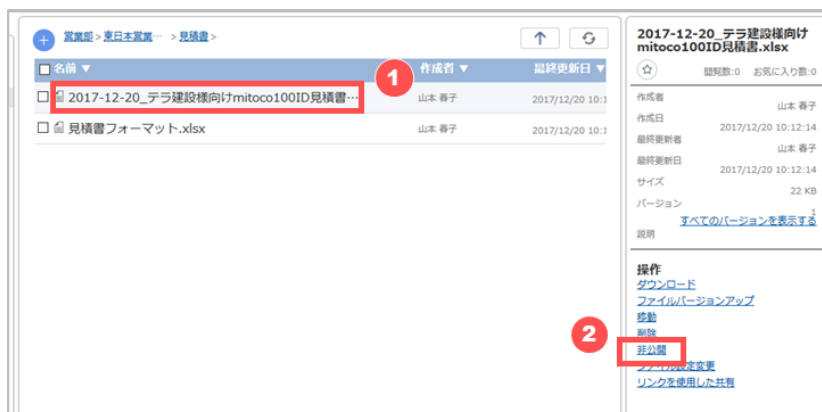 営業部 > 東日本営業… > 見積書 >
名前 ▼ 作成者 ▼ 最終更新日 ▼
1
2017-12-20_テラ建設様向けmitoco100ID見積書… 山本 春子 2017/12/20 10:1
見積書フォーマット.xlsx 山本 春子 2017/12/20 10:1
2017-12-20_テラ建設様向け
mitoco100ID見積書.xlsx
閲覧数:0 お気に入り数:0
作成者
山本 春子
作成日
2017/12/20 10:12:14
最終更新者
山本 春子
最終更新日
2017/12/20 10:12:14
サイズ
22 KB
バージョン
1
すべてのバージョンを表示する
説明
操作
ダウンロード
ファイルバージョンアップ
移動
削除
2
非公開
ファイル設定変更
リンクを使用した共有